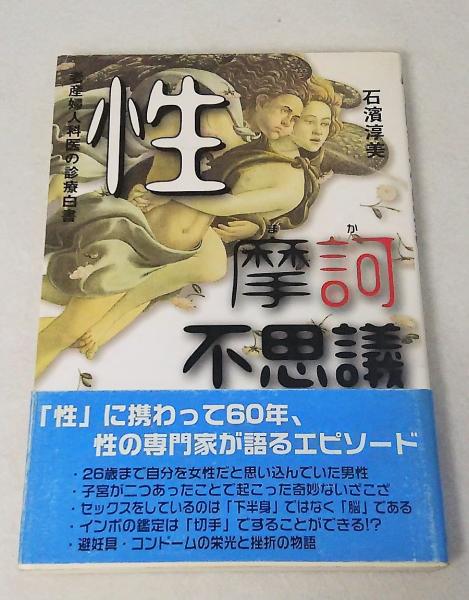 性
石濱淳美
老産婦人科医の診療白書
まか
摩訶
不思議
「性」に携わって60年、
性の専門家が語るエピソード
・26歳まで自分を女性だと思い込んでいた男性
・子宮が二つあったことで起こった奇妙ないざこざ
・セックスをしているのは「下半身」ではなく「脳」である
・インポの鑑定は「切手」ですることができる!?
・避妊具・コンドームの栄光と挫折の物語